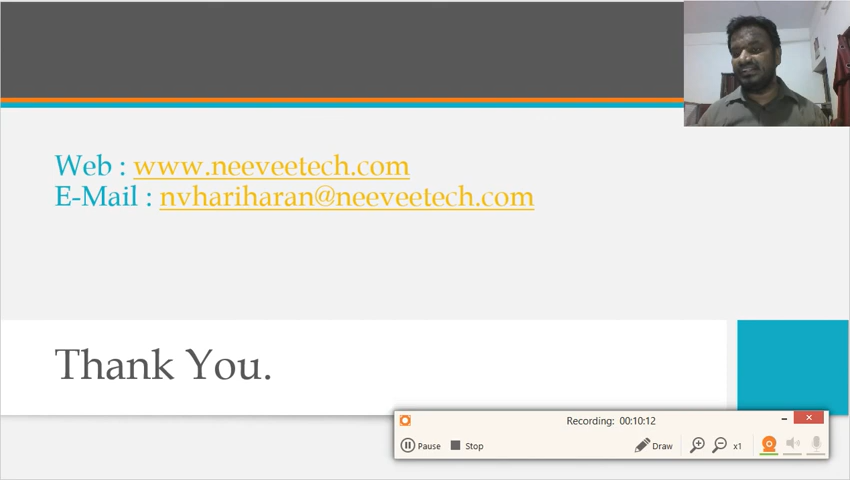 Web : www.neeveetech.com
E-Mail : nvhariharan@neeveetech.com
Thank You.
Recording: 00:10:12
Pause Stop Draw x1